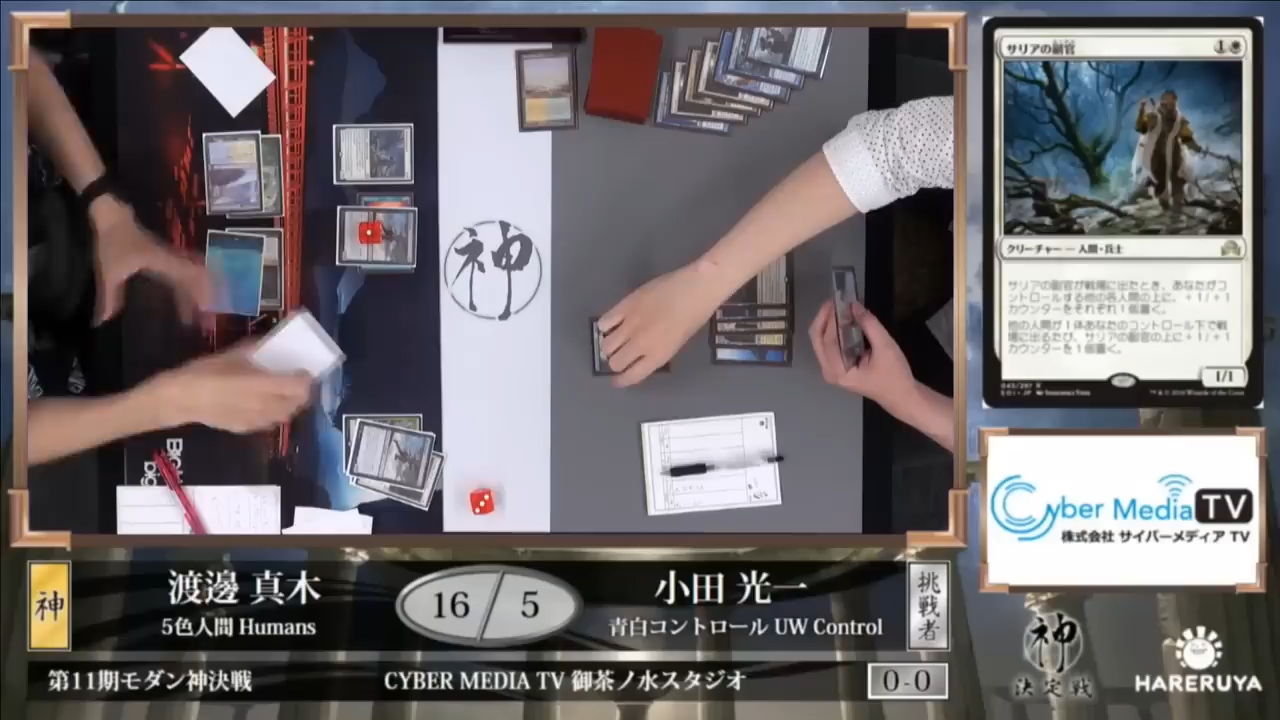 サリアの副官
クリーチャー — 人間・兵士
サリアの副官が戦場に出たとき、あなたがコ
ントロールする他の各人間の上に、+1/+1
カウンターをそれぞれ1個置く。
他の人間が1体あなたのコントロール下で戦
場に出るたび、サリアの副官の上に+1/+1
カウンターを1個置く。
1/1
神
Cyber Media TV
株式会社 サイバーメディア TV
神
渡邊 真木
5色人間 Humans
16 / 5
小田 光一
青白コントロール UW Control
挑戦者
第11期モダン神決戦
CYBER MEDIA TV 御茶ノ水スタジオ
0-0
神
決定戦
HARERUYA